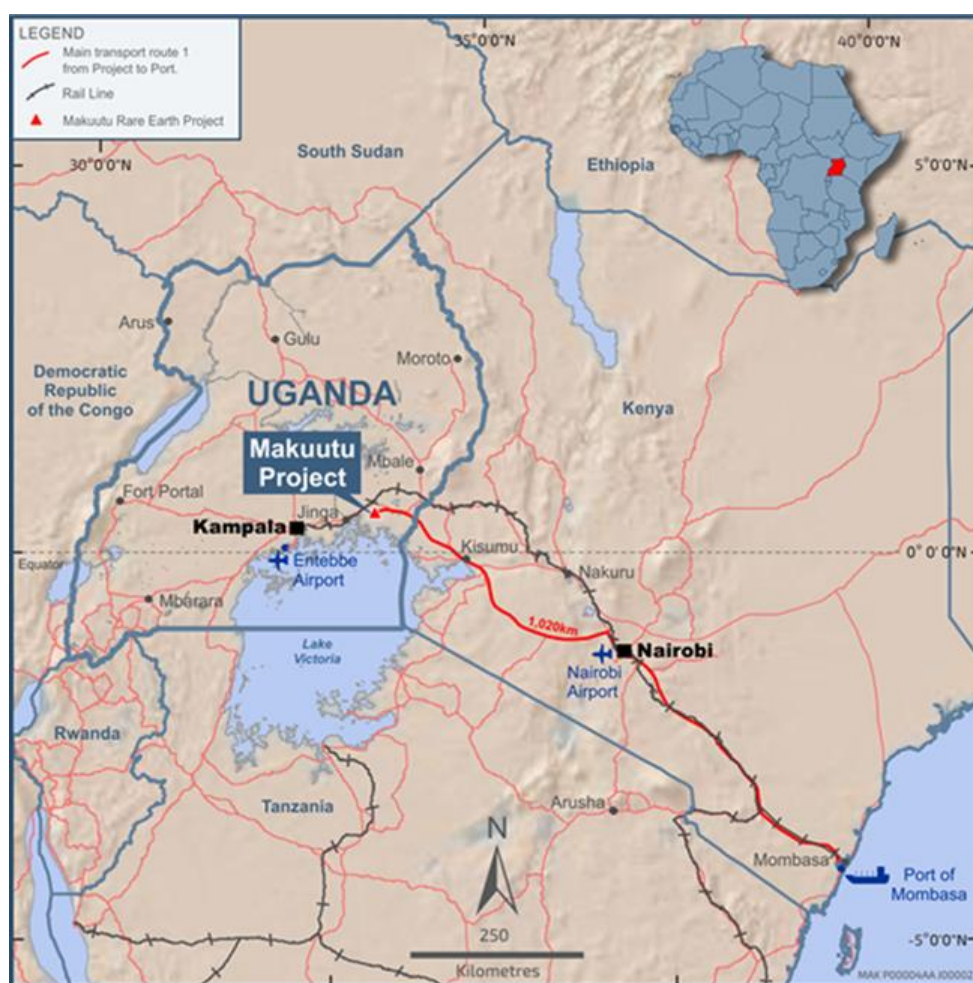 LEGEND
Main transport route 1
from Project to Port.
Rail Line
Makuutu Rare Earth Project
35°0'0"N
40°0'0"N
30°0'0"N
5°0'0"N
South Sudan
Ethiopia
Arus
Gulu
Moroto
Democratic
Republic
of the Congo
UGANDA
Kenya
Makuutu
Project
Mbale
Fort Portal
Jinga
Kampala
Kisumu
Equator
0°0'0"N
Entebbe
Airport
Nakuru
Mbarara
1,020km
Lake
Victoria
Nairobi
Nairobi
Airport
Rwanda
Tanzania
Arusha
N
Mombasa
Port of
Mombasa
250
Kilometres
-5°0'0"N
MAK P00004AA J00002